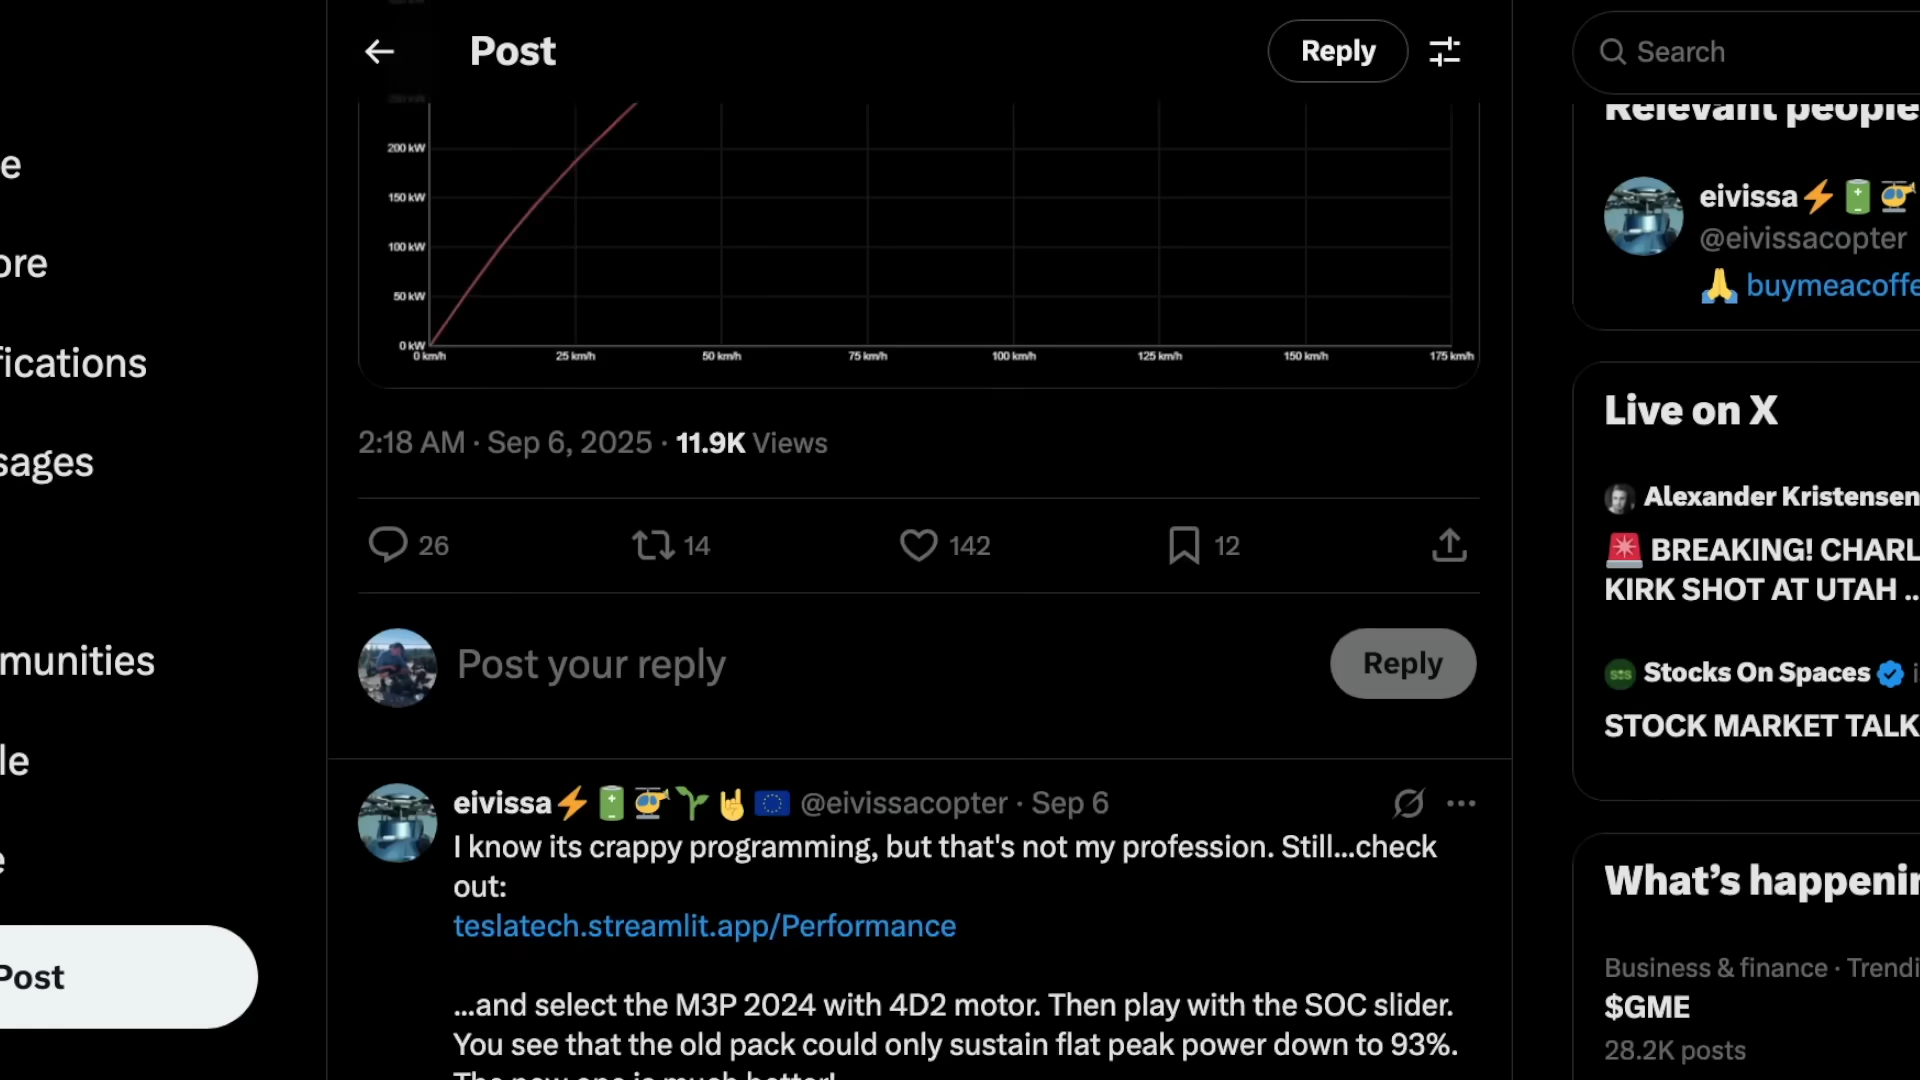 Post
Reply
Search
200 kW
150 kW
100 kW
50 kW
0 kW
0 km/h
25 km/h
50 km/h
75 km/h
100 km/h
125 km/h
150 km/h
175 km/h
2:18 AM · Sep 6, 2025 · 11.9K Views
26
14
142
12
Post your reply
Reply
eivissa @eivissacopter · Sep 6
I know its crappy programming, but that's not my profession. Still...check
out:
teslatech.streamlit.app/Performance
...and select the M3P 2024 with 4D2 motor. Then play with the SOC slider.
You see that the old pack could only sustain flat peak power down to 93%.
The new one is much better!
e
ore
fications
sages
munities
le
e
Post
Relevant people
eivissa
@eivissacopter
buymeacoffe
Live on X
Alexander Kristensen
BREAKING! CHARL
KIRK SHOT AT UTAH ..
Stocks On Spaces
STOCK MARKET TALK
What's happenin
Business & finance · Trendi
$GME
28.2K posts